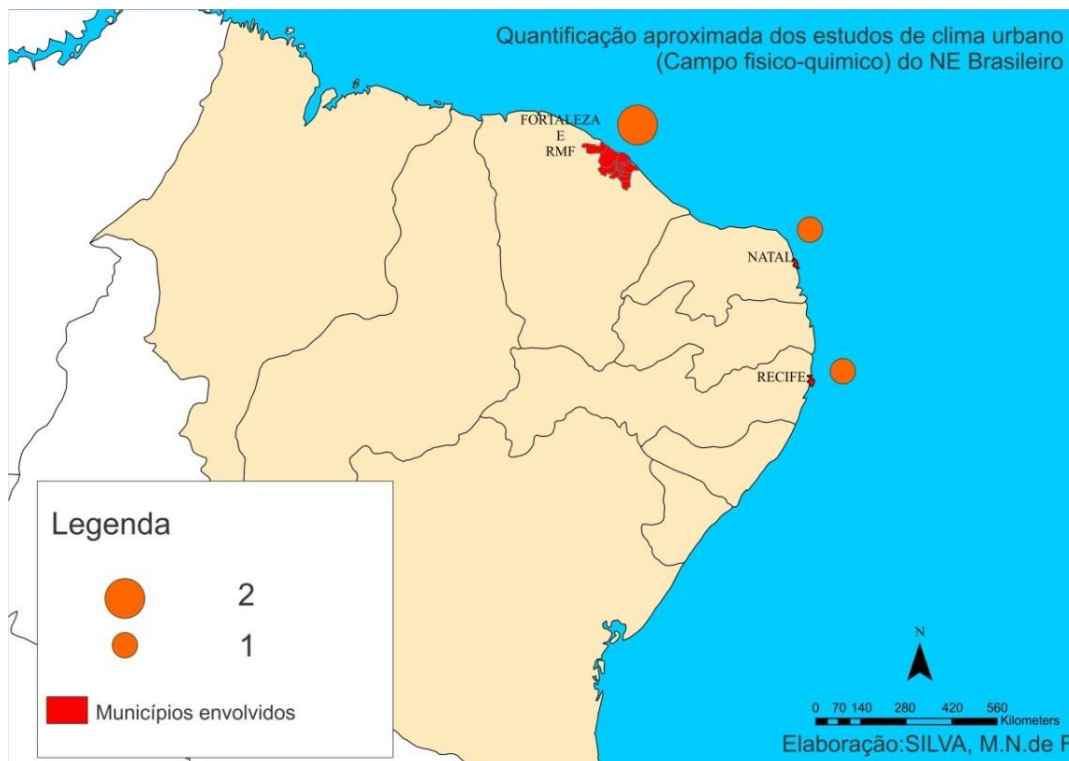 Quantificação aproximada dos estudos de clima urbano
(Campo fisico-quimico) do NE Brasileiro
FORTALEZA
E
RMF
NATAL
RECIFE
Legenda
2
1
Municípios envolvidos
N
0 70 140 280 420 560
Kilometers
Elaboração:SILVA, M.N.de F